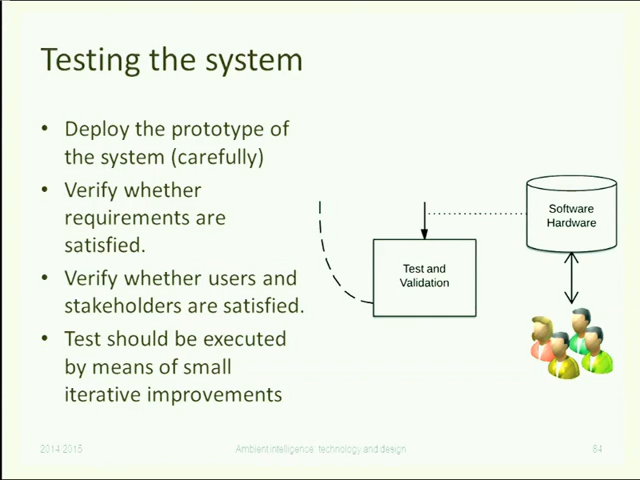 Testing the system
• Deploy the prototype of
the system (carefully)
• Verify whether
requirements are
satisfied.
• Verify whether users and
stakeholders are satisfied.
• Test should be executed
by means of small
iterative improvements
Software
Hardware
Test and
Validation
2014.2015
Ambient intelligence: technology and design
84